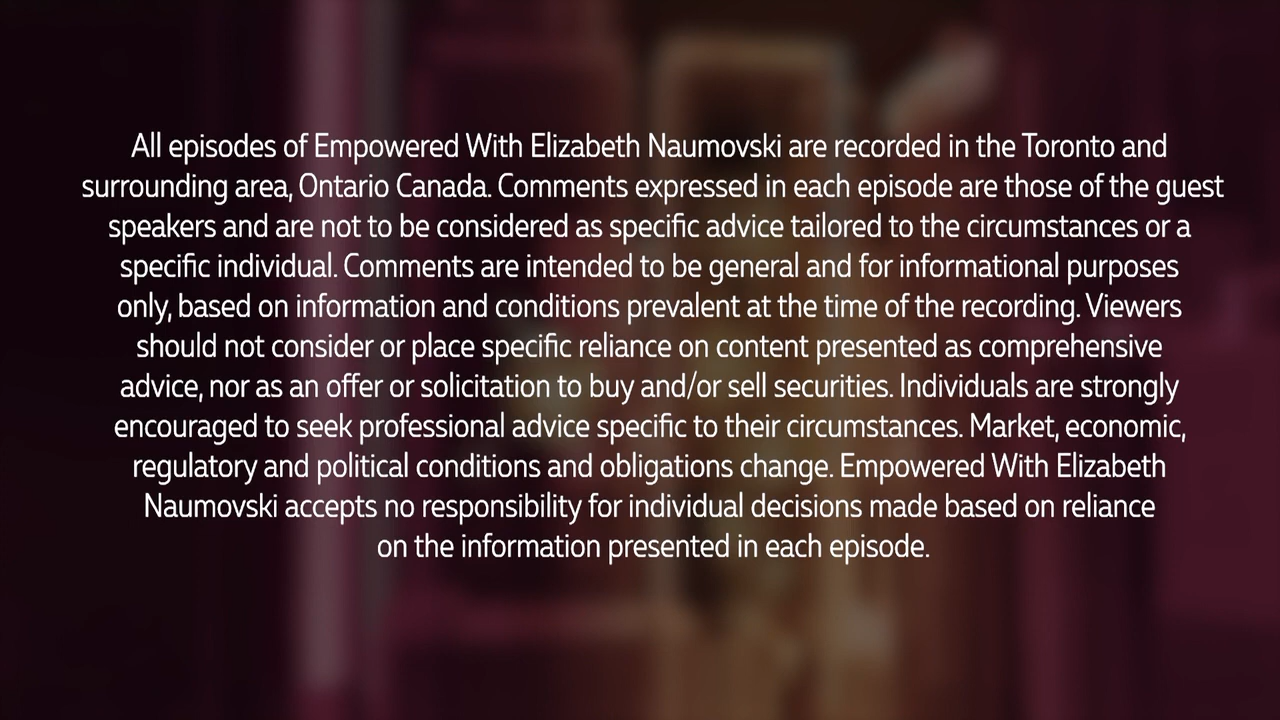 All episodes of Empowered With Elizabeth Naumovski are recorded in the Toronto and
surrounding area, Ontario Canada. Comments expressed in each episode are those of the guest
speakers and are not to be considered as specific advice tailored to the circumstances or a
specific individual. Comments are intended to be general and for informational purposes
only, based on information and conditions prevalent at the time of the recording. Viewers
should not consider or place specific reliance on content presented as comprehensive
advice, nor as an offer or solicitation to buy and/or sell securities. Individuals are strongly
encouraged to seek professional advice specific to their circumstances. Market, economic,
regulatory and political conditions and obligations change. Empowered With Elizabeth
Naumovski accepts no responsibility for individual decisions made based on reliance
on the information presented in each episode.